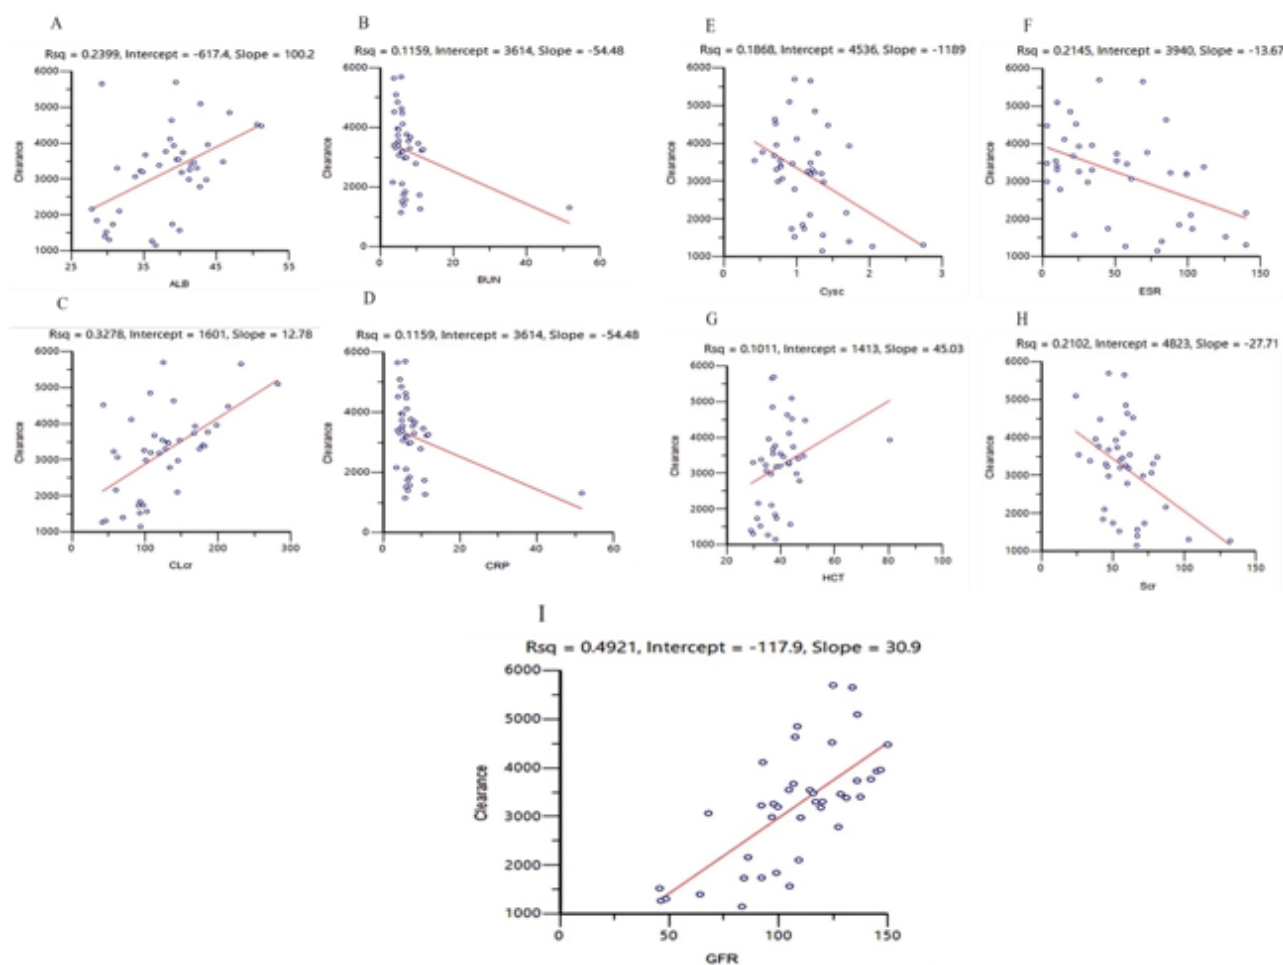 A
Rsq = 0.2399, Intercept = -617.4, Slope = 100.2
6000
5000
4000
3000
2000
1000
Clearance
25 35 45 55
ALB
B
Rsq = 0.1159, Intercept = 3614, Slope = -54.48
6000
4000
2000
0
Clearance
0 20 40 60
BUN
E
Rsq = 0.1868, Intercept = 4536, Slope = -1189
6000
5000
4000
3000
2000
1000
Clearance
0 1 2 3
Cysc
F
Rsq = 0.2145, Intercept = 3940, Slope = -13.67
6000
5000
4000
3000
2000
1000
Clearance
0 50 100 150
ESR
C
Rsq = 0.3278, Intercept = 1601, Slope = 12.78
6000
5000
4000
3000
2000
1000
Clearance
0 100 200 300
CLcr
D
Rsq = 0.1159, Intercept = 3614, Slope = -54.48
6000
4000
2000
0
Clearance
0 20 40 60
CRP
G
Rsq = 0.1011, Intercept = 1413, Slope = 45.03
6000
5000
4000
3000
2000
1000
Clearance
20 40 60 80 100
HCT
H
Rsq = 0.2102, Intercept = 4823, Slope = -27.71
6000
5000
4000
3000
2000
1000
Clearance
0 50 100 150
Scr
I
Rsq = 0.4921, Intercept = -117.9, Slope = 30.9
6000
5000
4000
3000
2000
1000
Clearance
0 50 100 150
GFR